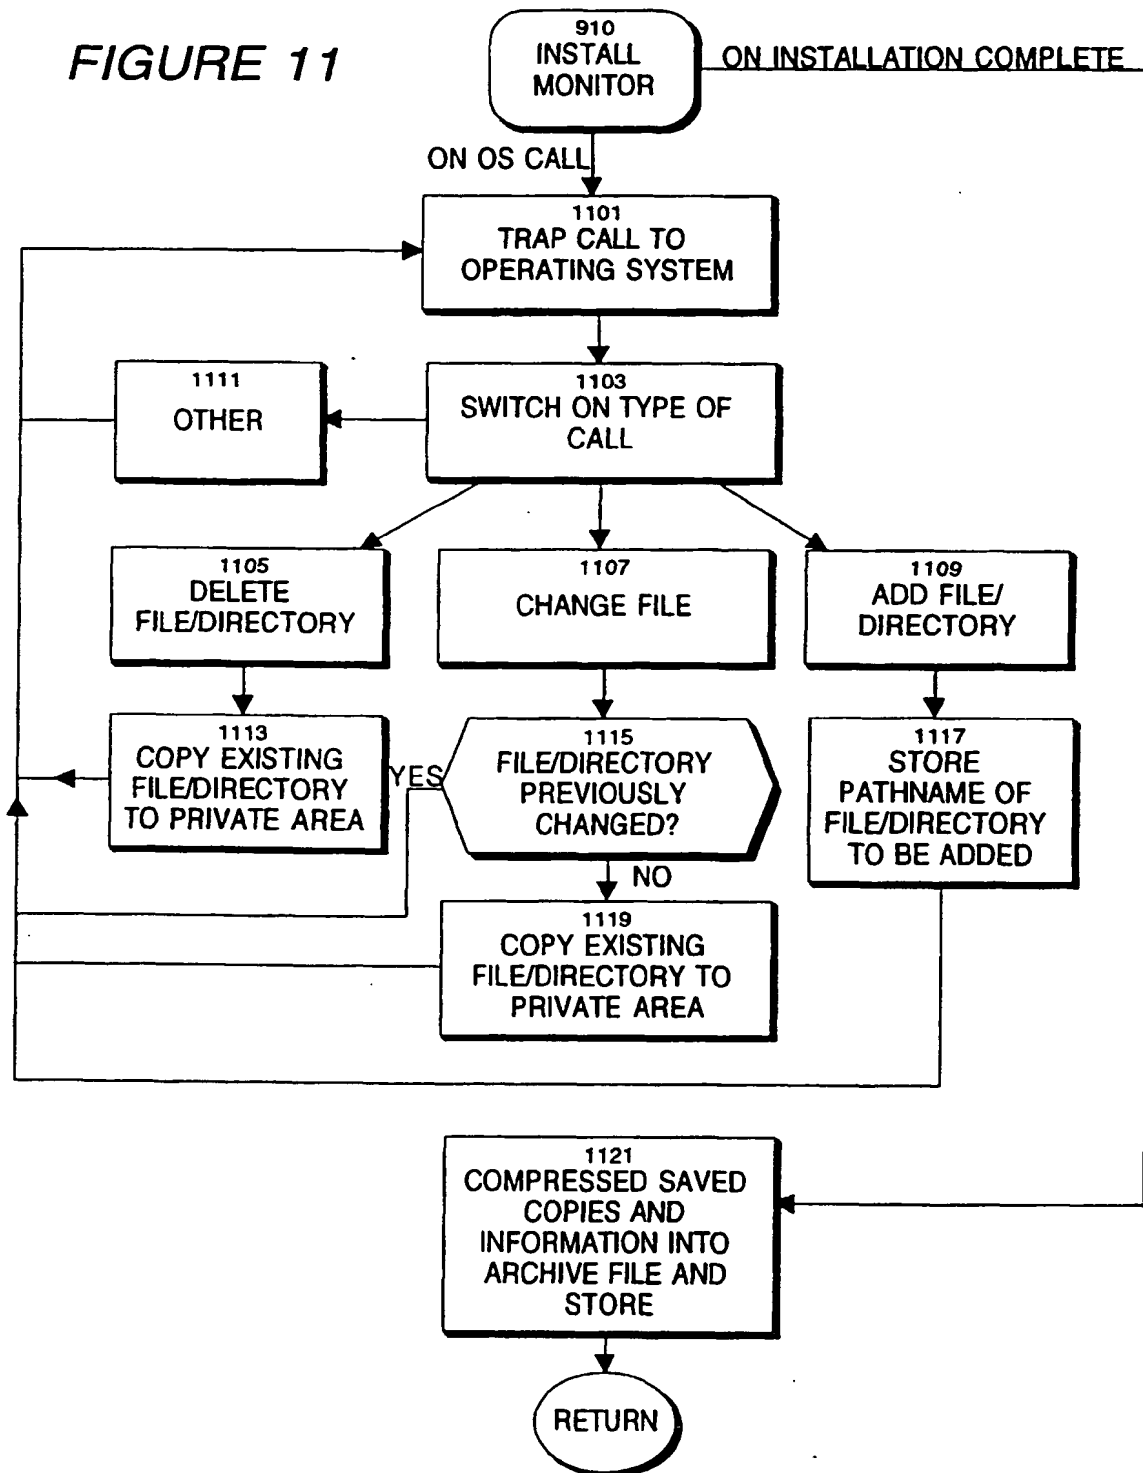 FIGURE 11
910
INSTALL
MONITOR
ON INSTALLATION COMPLETE
ON OS CALL
1101
TRAP CALL TO
OPERATING SYSTEM
1111
OTHER
1103
SWITCH ON TYPE OF
CALL
1105
DELETE
FILE/DIRECTORY
1107
CHANGE FILE
1109
ADD FILE/
DIRECTORY
1113
COPY EXISTING
FILE/DIRECTORY
TO PRIVATE AREA
YES
1115
FILE/DIRECTORY
PREVIOUSLY
CHANGED?
1117
STORE
PATHNAME OF
FILE/DIRECTORY
TO BE ADDED
NO
1119
COPY EXISTING
FILE/DIRECTORY TO
PRIVATE AREA
1121
COMPRESSED SAVED
COPIES AND
INFORMATION INTO
ARCHIVE FILE AND
STORE
RETURN